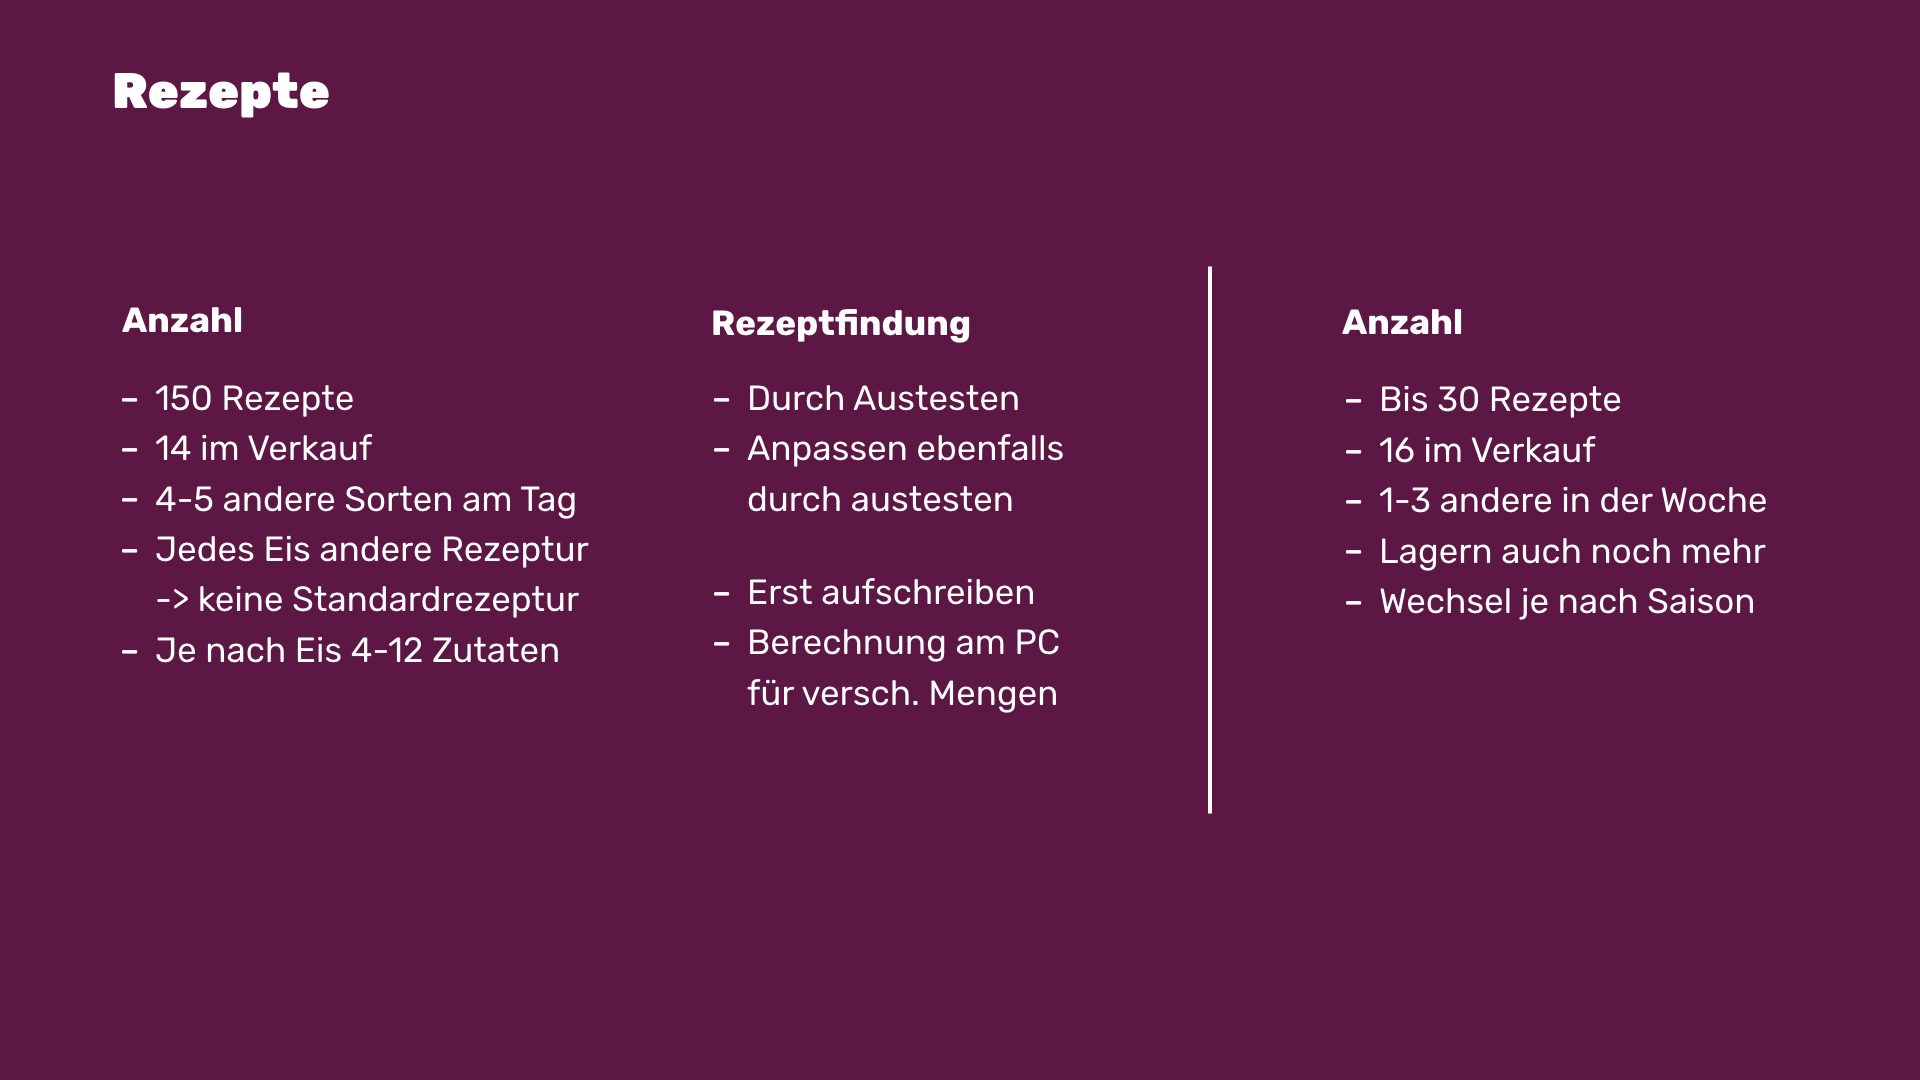 Rezepte
Anzahl
– 150 Rezepte
– 14 im Verkauf
– 4-5 andere Sorten am Tag
– Jedes Eis andere Rezeptur
-> keine Standardrezeptur
– Je nach Eis 4-12 Zutaten
Rezeptfindung
– Durch Austesten
– Anpassen ebenfalls
durch austesten
– Erst aufschreiben
– Berechnung am PC
für versch. Mengen
Anzahl
– Bis 30 Rezepte
– 16 im Verkauf
– 1-3 andere in der Woche
– Lagern auch noch mehr
– Wechsel je nach Saison